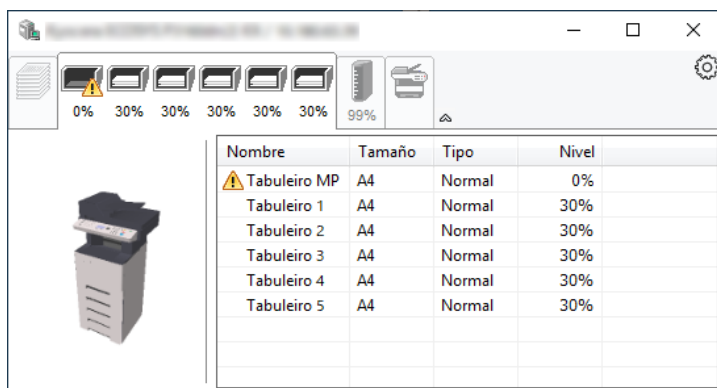 0% 30% 30% 30% 30% 30% 99%
Nombre Tamaño Tipo Nivel
Tabuleiro MP A4 Normal 0%
Tabuleiro 1 A4 Normal 30%
Tabuleiro 2 A4 Normal 30%
Tabuleiro 3 A4 Normal 30%
Tabuleiro 4 A4 Normal 30%
Tabuleiro 5 A4 Normal 30%